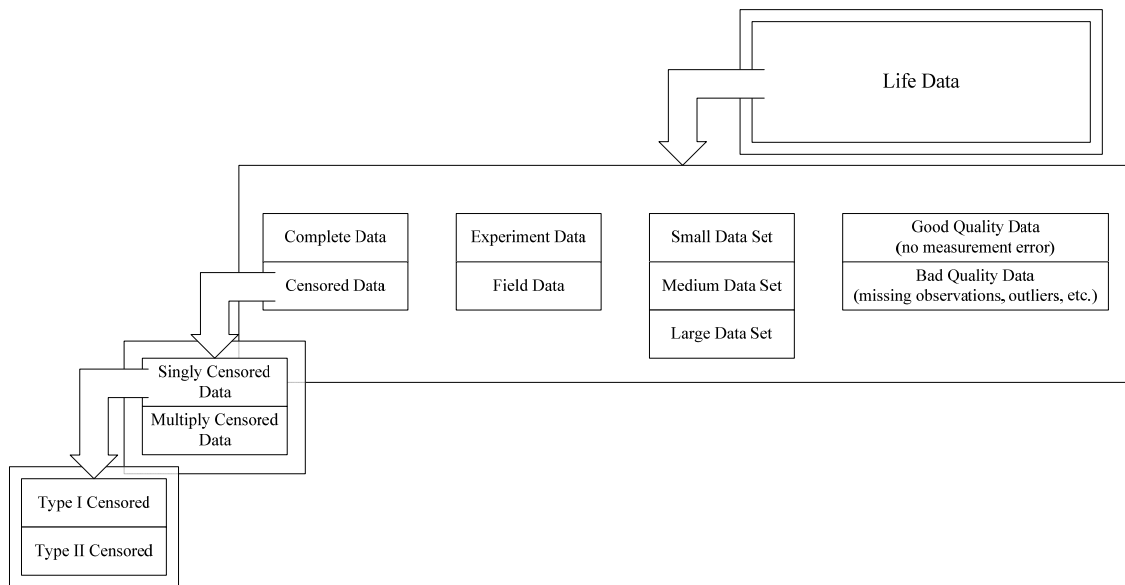 Life Data
Complete Data
Censored Data
Experiment Data
Field Data
Small Data Set
Medium Data Set
Large Data Set
Good Quality Data
(no measurement error)
Bad Quality Data
(missing observations, outliers, etc.)
Singly Censored
Data
Multiply Censored
Data
Type I Censored
Type II Censored